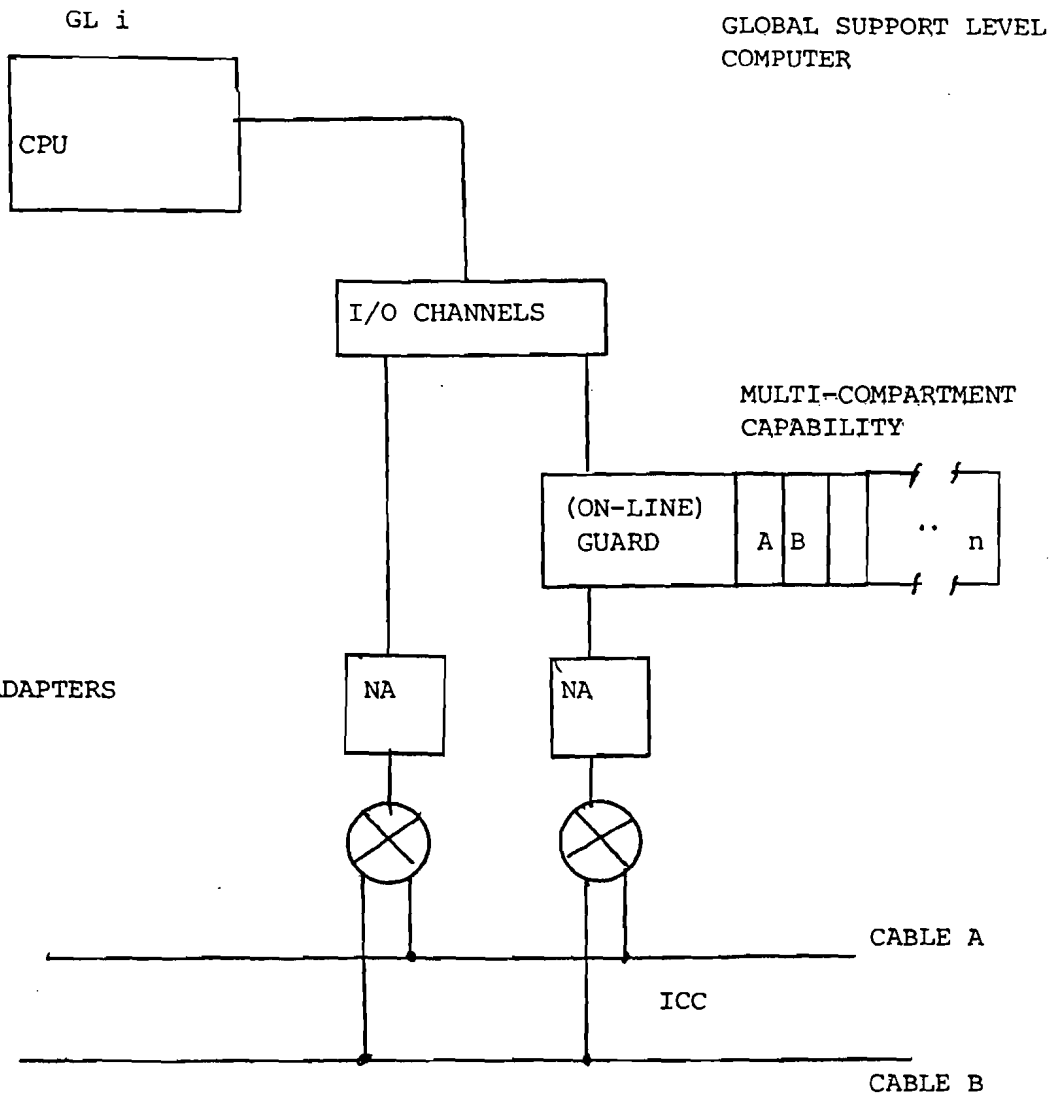 GL i
GLOBAL SUPPORT LEVEL
COMPUTER
CPU
I/O CHANNELS
MULTI-COMPARTMENT
CAPABILITY
(ON-LINE)
GUARD
A B .. n
DAPTERS
NA
NA
CABLE A
ICC
CABLE B